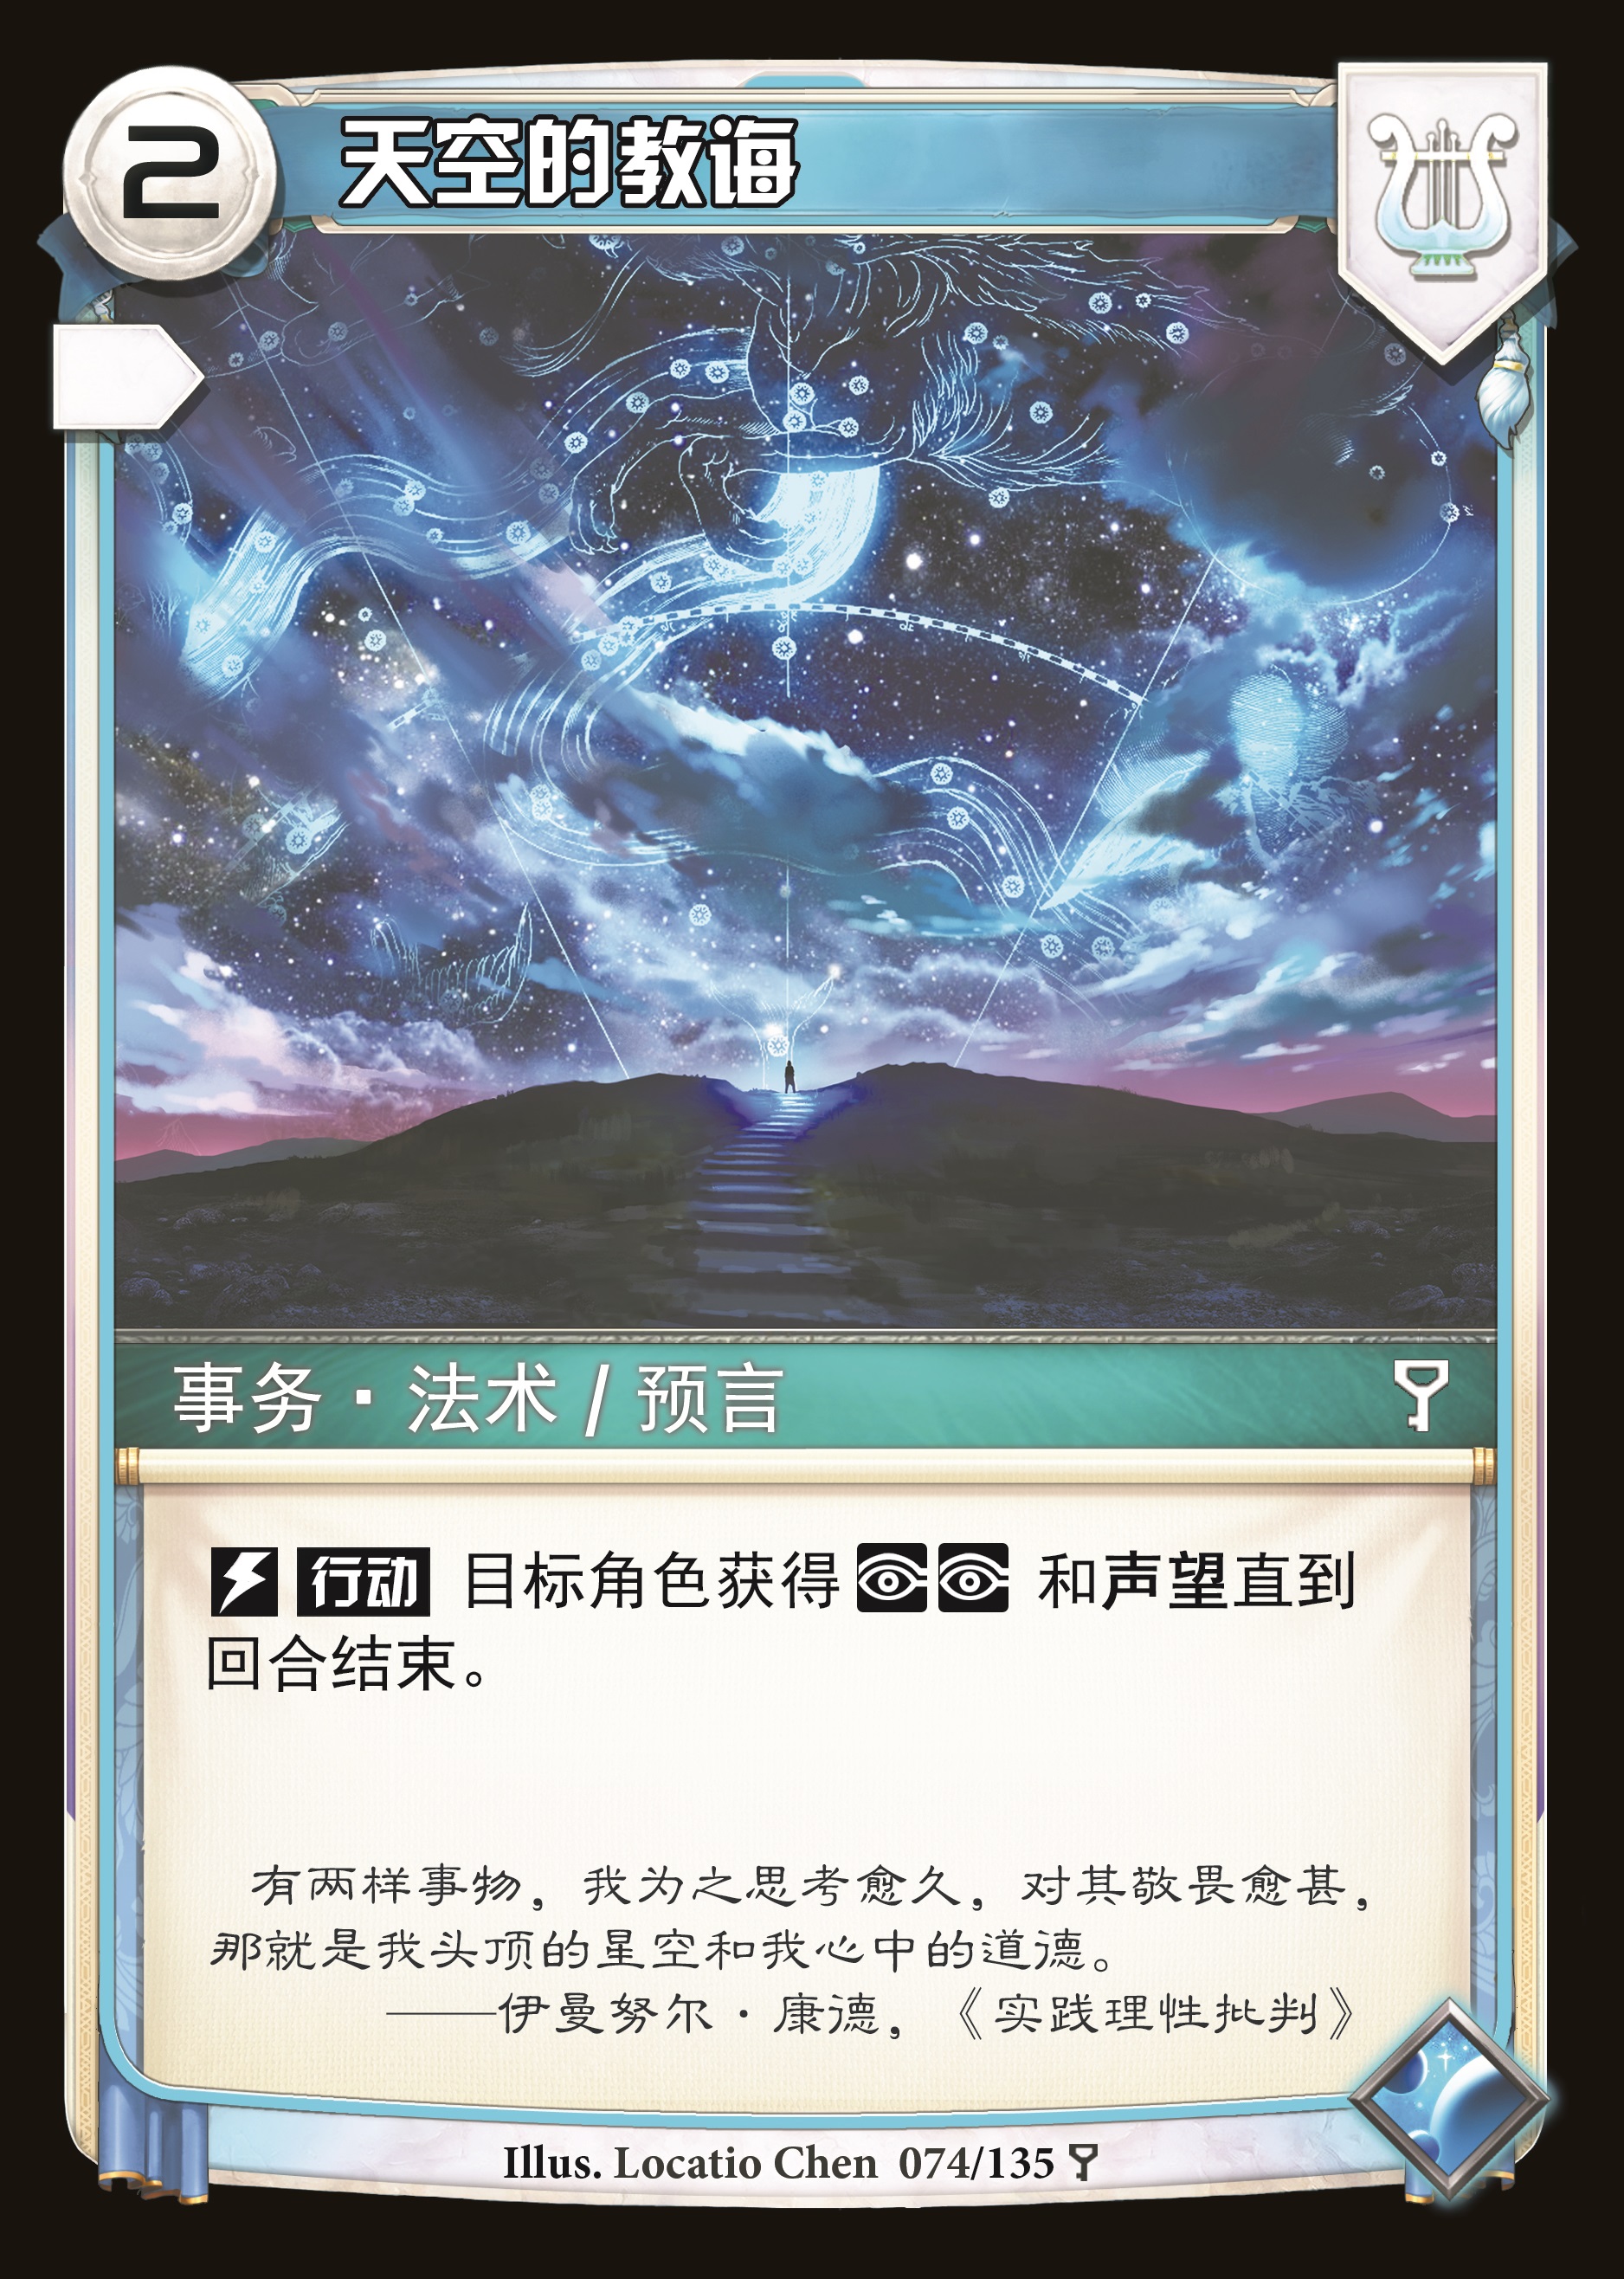 2
天空的教诲
事务·法术 / 预言
行动 目标角色获得 和声望直到
回合结束。
有两样事物，我为之思考愈久，对其敬畏愈甚，
那就是我头顶的星空和我心中的道德。
——伊曼努尔·康德，《实践理性批判》
Illus. Locatio Chen 074/135